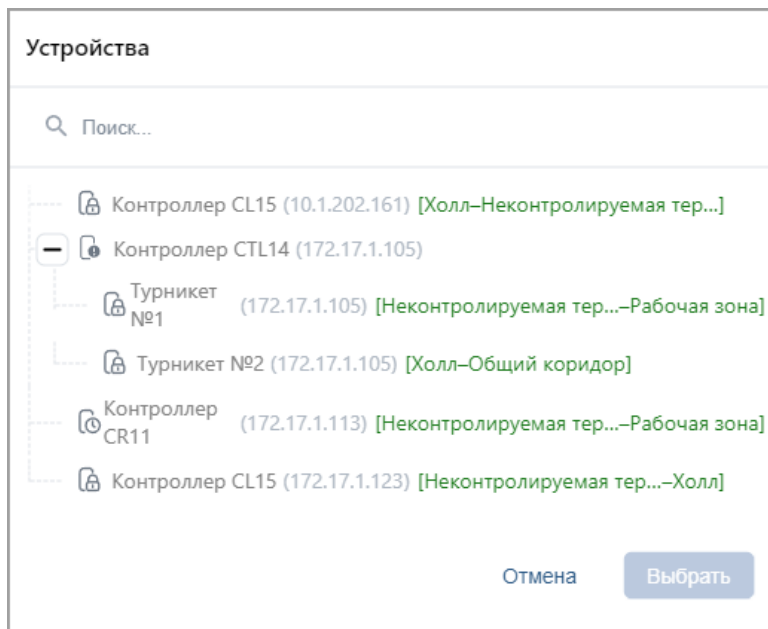 Устройства
Поиск...
Контроллер CL15 (10.1.202.161) [Холл–Неконтролируемая тер...]
Контроллер CTL14 (172.17.1.105)
Турникет №1 (172.17.1.105) [Неконтролируемая тер...–Рабочая зона]
Турникет №2 (172.17.1.105) [Холл–Общий коридор]
Контроллер CR11 (172.17.1.113) [Неконтролируемая тер...–Рабочая зона]
Контроллер CL15 (172.17.1.123) [Неконтролируемая тер...–Холл]
Отмена Выбрать